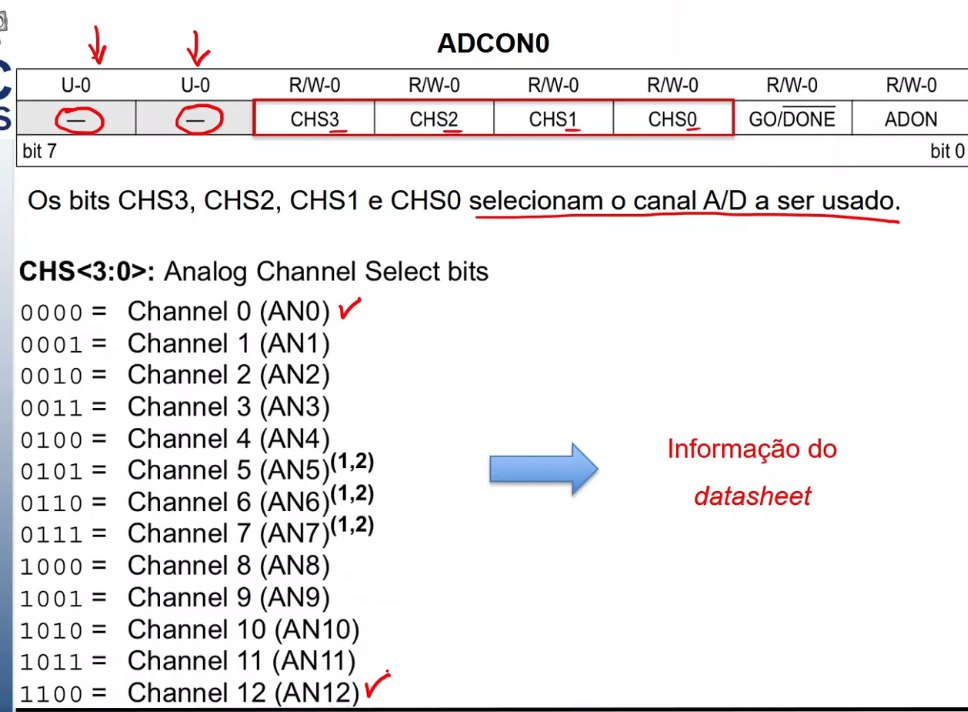 C
S
ADCON0
U-0 U-0 R/W-0 R/W-0 R/W-0 R/W-0 R/W-0 R/W-0
— — CHS3 CHS2 CHS1 CHS0 GO/DONE ADON
bit 7 bit 0
Os bits CHS3, CHS2, CHS1 e CHS0 selecionam o canal A/D a ser usado.
CHS<3:0>: Analog Channel Select bits
0000 = Channel 0 (AN0)
0001 = Channel 1 (AN1)
0010 = Channel 2 (AN2)
0011 = Channel 3 (AN3)
0100 = Channel 4 (AN4)
0101 = Channel 5 (AN5)(1,2)
0110 = Channel 6 (AN6)(1,2)
0111 = Channel 7 (AN7)(1,2)
1000 = Channel 8 (AN8)
1001 = Channel 9 (AN9)
1010 = Channel 10 (AN10)
1011 = Channel 11 (AN11)
1100 = Channel 12 (AN12)
Informação do
datasheet